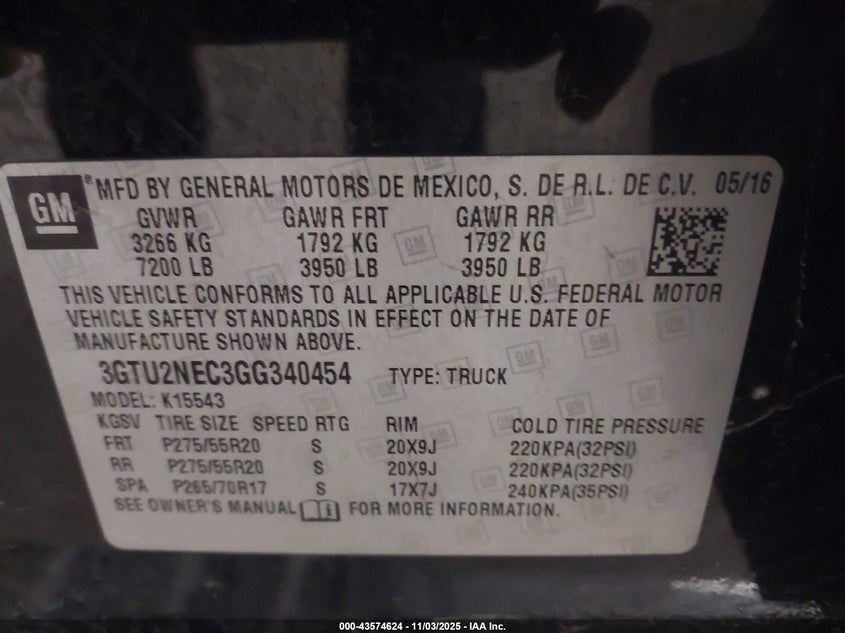 GM ® MFD BY GENERAL MOTORS DE MEXICO, S. DE R.L. DE C.V. 05/16
GVWR GAWR FRT GAWR RR
3266 KG 1792 KG 1792 KG
7200 LB 3950 LB 3950 LB
THIS VEHICLE CONFORMS TO ALL APPLICABLE U.S. FEDERAL MOTOR
VEHICLE SAFETY STANDARDS IN EFFECT ON THE DATE OF
MANUFACTURE SHOWN ABOVE.
3GTU2NEC3GG340454 TYPE: TRUCK
MODEL: K15543
KGSV TIRE SIZE SPEED RTG RIM COLD TIRE PRESSURE
FRT P275/55R20 S 20X9J 220KPA(32PSI)
RR P275/55R20 S 20X9J 220KPA(32PSI)
SPA P265/70R17 S 17X7J 240KPA(35PSI)
SEE OWNER'S MANUAL FOR MORE INFORMATION.
000-43574624 - 11/03/2025 - IAA Inc.